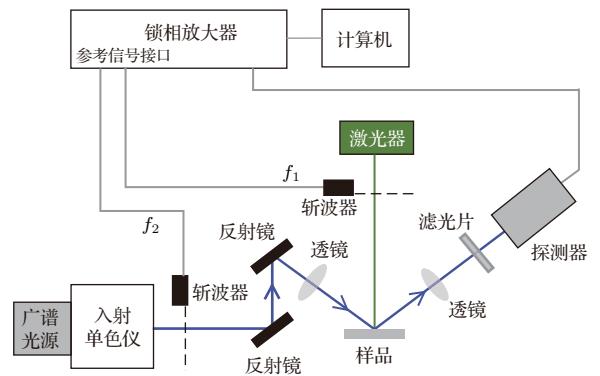 锁相放大器
参考信号接口
计算机
激光器
f1
斩波器
f2
反射镜
透镜
滤光片
探测器
斩波器
广谱
光源
入射
单色仪
透镜
反射镜
样品